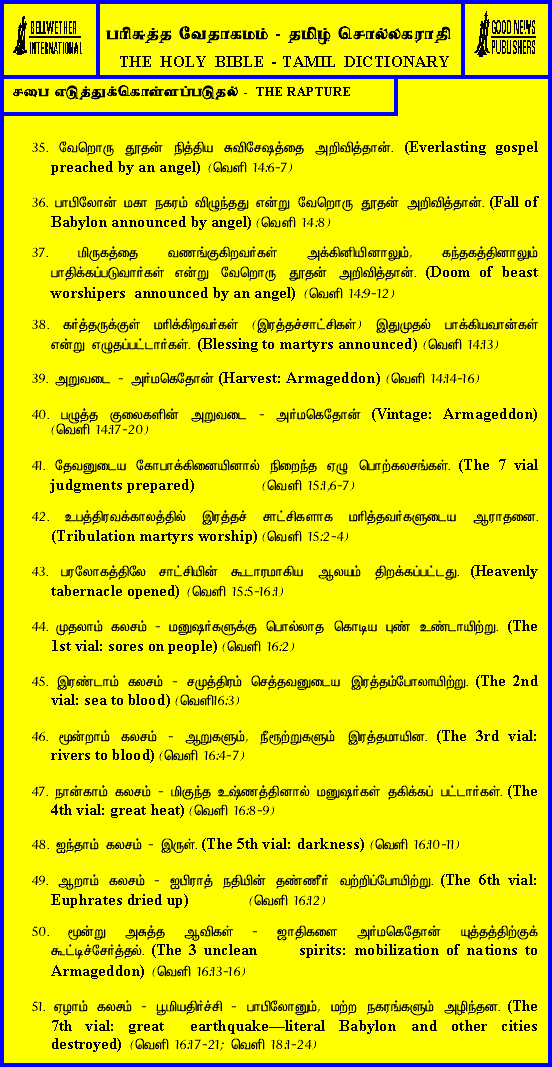 BELLWETHER
INTERNATIONAL
பரிசுத்த வேதாகமம் - தமிழ் சொல்லகராதி
THE HOLY BIBLE - TAMIL DICTIONARY
GOOD NEWS
PUBLISHERS
சபை எடுத்துக்கொள்ளப்படுதல் - THE RAPTURE
35. வேறொரு தூதன் நித்திய சுவிசேஷத்தை அறிவித்தான். (Everlasting gospel
preached by an angel) (வெளி 14:6-7)
36. பாபிலோன் மகா நகரம் விழுந்தது என்று வேறொரு தூதன் அறிவித்தான். (Fall of
Babylon announced by angel) (வெளி 14:8)
37. மிருகத்தை வணங்குகிறவர்கள் அக்கினியினாலும், கந்தகத்தினாலும்
பாதிக்கப்படுவார்கள் என்று வேறொரு தூதன் அறிவித்தான். (Doom of beast
worshipers announced by an angel) (வெளி 14:9-12)
38. கர்த்தருக்குள் மரிக்கிறவர்கள் (இரத்தச்சாட்சிகள்) இதுமுதல் பாக்கியவான்கள்
என்று எழுதப்பட்டார்கள். (Blessing to martyrs announced) (வெளி 14:13)
39. அறுவடை - அர்மகெதோன் (Harvest: Armageddon) (வெளி 14:14-16)
40. பழுத்த குலைகளின் அறுவடை - அர்மகெதோன் (Vintage: Armageddon)
(வெளி 14:17-20)
41. தேவனுடைய கோபாக்கினையினால் நிறைந்த ஏழு பொற்கலசங்கள். (The 7 vial
judgments prepared) (வெளி 15:1,6-7)
42. உபத்திரவக்காலத்தில் இரத்தச் சாட்சிகளாக மரித்தவர்களுடைய ஆராதனை.
(Tribulation martyrs worship) (வெளி 15:2-4)
43. பரலோகத்திலே சாட்சியின் கூடாரமாகிய ஆலயம் திறக்கப்பட்டது. (Heavenly
tabernacle opened) (வெளி 15:5-16:1)
44. முதலாம் கலசம் - மனுஷர்களுக்கு பொல்லாத கொடிய புண் உண்டாயிற்று. (The
1st vial: sores on people) (வெளி 16:2)
45. இரண்டாம் கலசம் - சமுத்திரம் செத்தவனுடைய இரத்தம்போலாயிற்று. (The 2nd
vial: sea to blood) (வெளி16:3)
46. மூன்றாம் கலசம் - ஆறுகளும், நீரூற்றுகளும் இரத்தமாயின. (The 3rd vial:
rivers to blood) (வெளி 16:4-7)
47. நான்காம் கலசம் - மிகுந்த உஷ்ணத்தினால் மனுஷர்கள் தகிக்கப் பட்டார்கள். (The
4th vial: great heat) (வெளி 16:8-9)
48. ஐந்தாம் கலசம் - இருள். (The 5th vial: darkness) (வெளி 16:10-11)
49. ஆறாம் கலசம் - ஐபிராத் நதியின் தண்ணீர் வற்றிப்போயிற்று. (The 6th vial:
Euphrates dried up) (வெளி 16:12)
50. மூன்று அசுத்த ஆவிகள் - ஜாதிகளை அர்மகெதோன் யுத்தத்திற்குக்
கூட்டிச்சேர்த்தல். (The 3 unclean spirits: mobilization of nations to
Armageddon) (வெளி 16:13-16)
51. ஏழாம் கலசம் - பூமியதிர்ச்சி - பாபிலோனும், மற்ற நகரங்களும் அழிந்தன. (The
7th vial: great earthquake—literal Babylon and other cities
destroyed) (வெளி 16:17-21; வெளி 18:1-24)